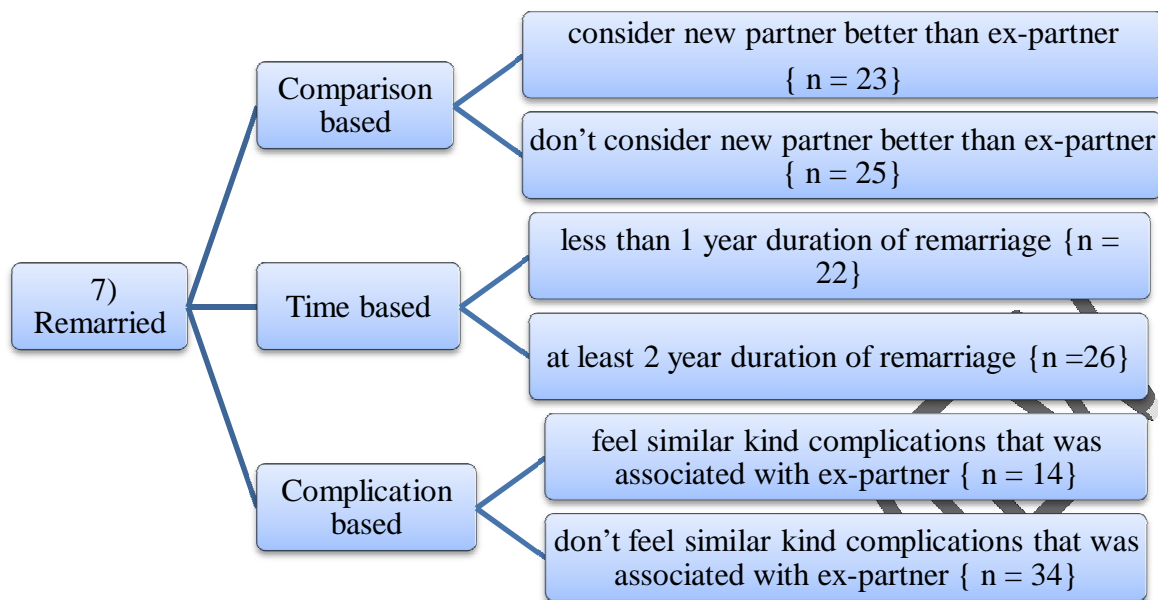 7)
Remarried
Comparison
based
consider new partner better than ex-partner
{ n = 23}
don’t consider new partner better than ex-partner
{ n = 25}
Time based
less than 1 year duration of remarriage {n =
22}
at least 2 year duration of remarriage {n =26}
Complication
based
feel similar kind complications that was
associated with ex-partner { n = 14}
don’t feel similar kind complications that was
associated with ex-partner { n = 34}